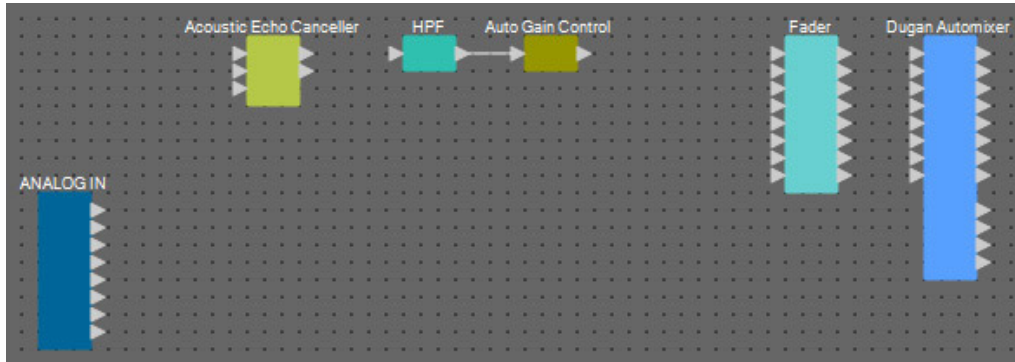 Acoustic Echo Canceller
HPF
Auto Gain Control
Fader
Dugan Automixer
ANALOG IN